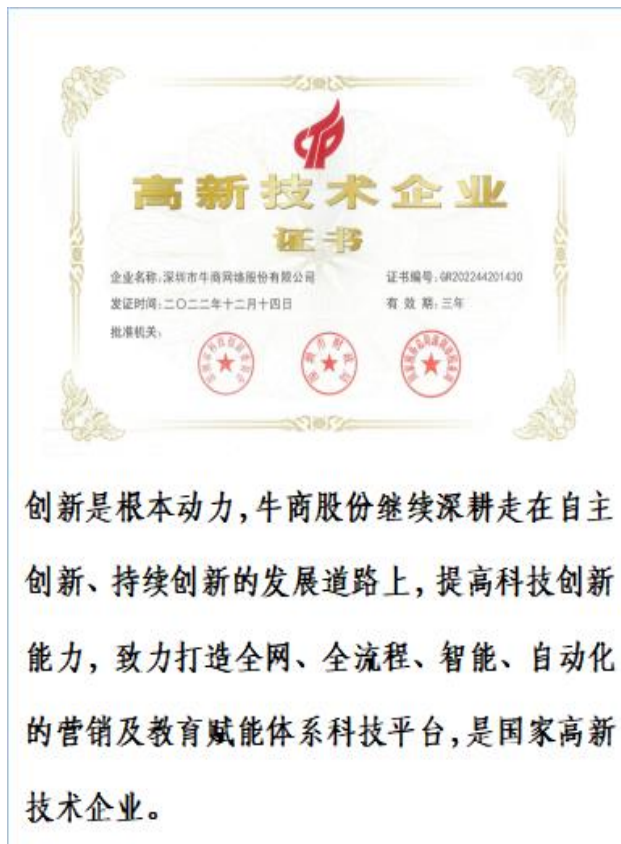 高新技术企业
证书
企业名称:深圳市牛商网络股份有限公司 证书编号:GR202244201430
发证时间:二〇二二年十二月十四日 有 效 期:三年
批准机关:
深圳市财政局
创新是根本动力,牛商股份继续深耕走在自主
创新、持续创新的发展道路上,提高科技创新
能力,致力打造全网、全流程、智能、自动化
的营销及教育赋能体系科技平台,是国家高新
技术企业。